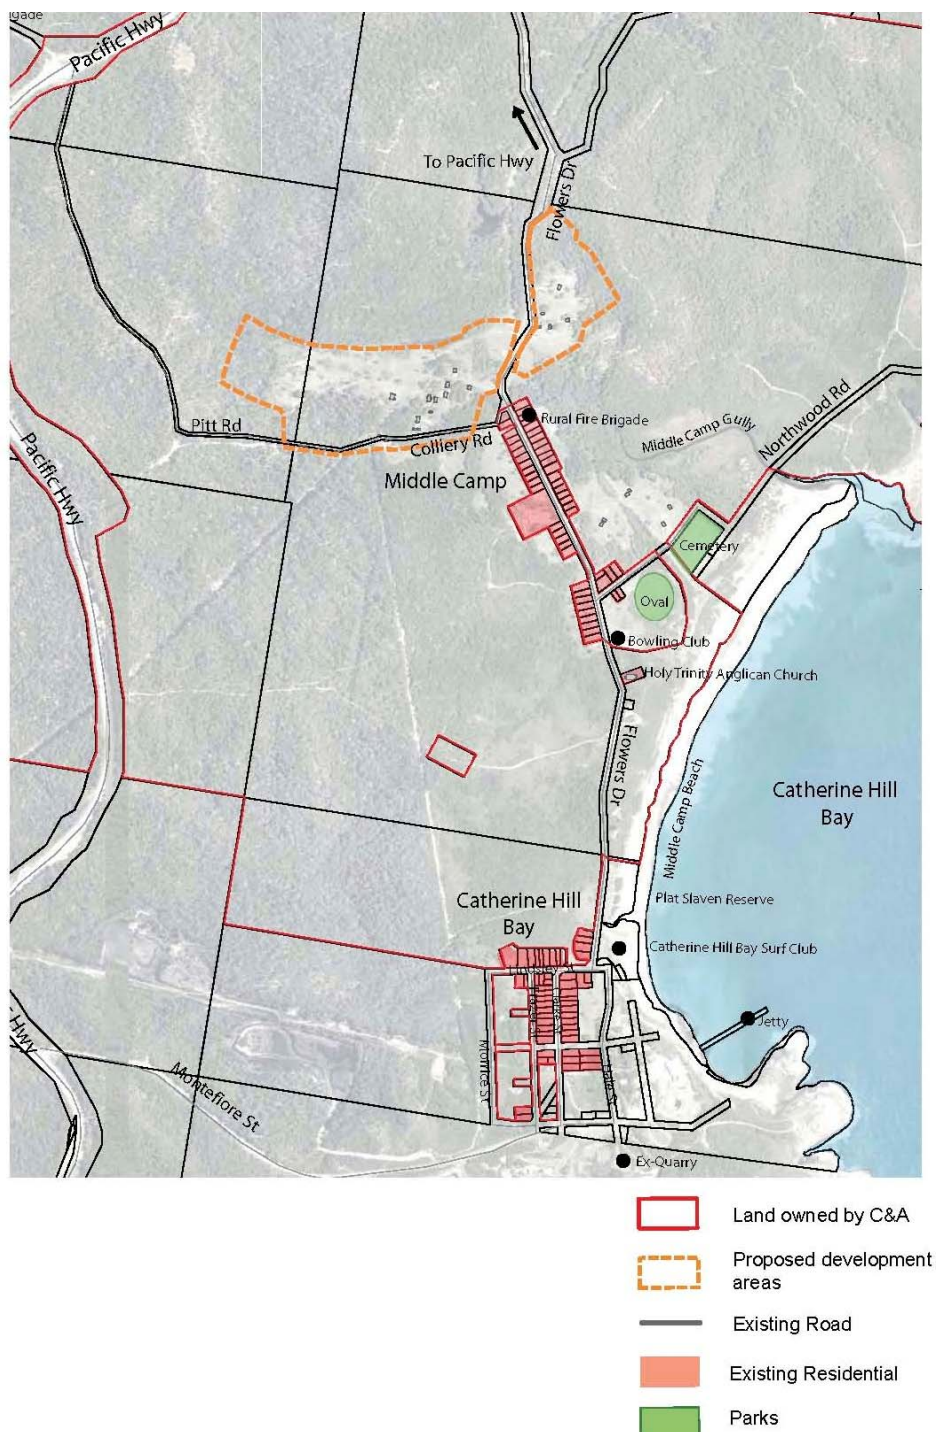 gade
Pacific Hwy
To Pacific Hwy
Flowers Dr
Pitt Rd
Colliery Rd
Middle Camp
Rural Fire Brigade
Middle Camp Gully
Northwood Rd
Pacific Hwy
Cemetery
Oval
Bowling Club
Holy Trinity Anglican Church
Flowers Dr
Middle Camp Beach
Catherine Hill
Bay
Plat Slaven Reserve
Catherine Hill
Bay
Catherine Hill Bay Surf Club
Jetty
Hwy
Montefiore St
Ex-Quarry
Land owned by C&A
Proposed development
areas
Existing Road
Existing Residential
Parks